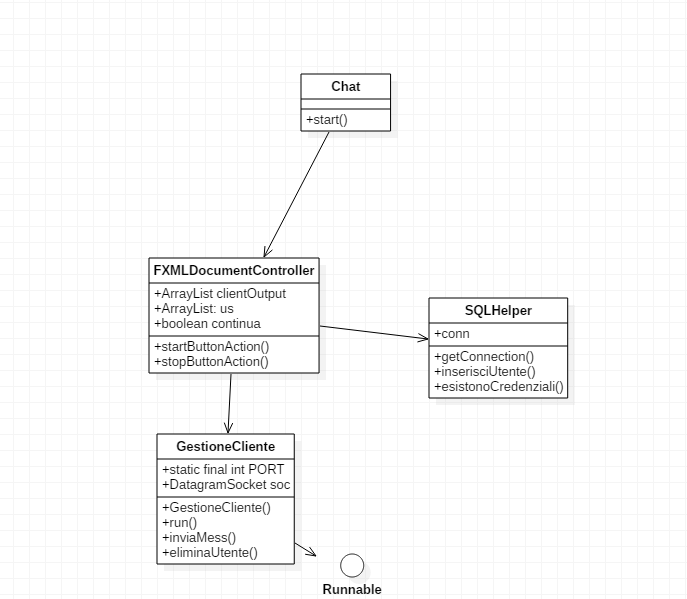 Chat
+start()
FXMLDocumentController
+ArrayList clientOutput
+ArrayList: us
+boolean continua
+startButtonAction()
+stopButtonAction()
SQLHelper
+conn
+getConnection()
+inserisciUtente()
+esistonoCredenziali()
GestioneCliente
+static final int PORT
+DatagramSocket soc
+GestioneCliente()
+run()
+inviaMess()
+eliminaUtente()
Runnable